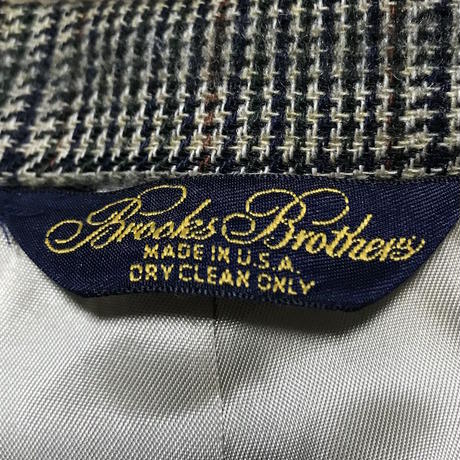 Brooks Brothers
MADE IN U.S.A.
DRY CLEAN ONLY